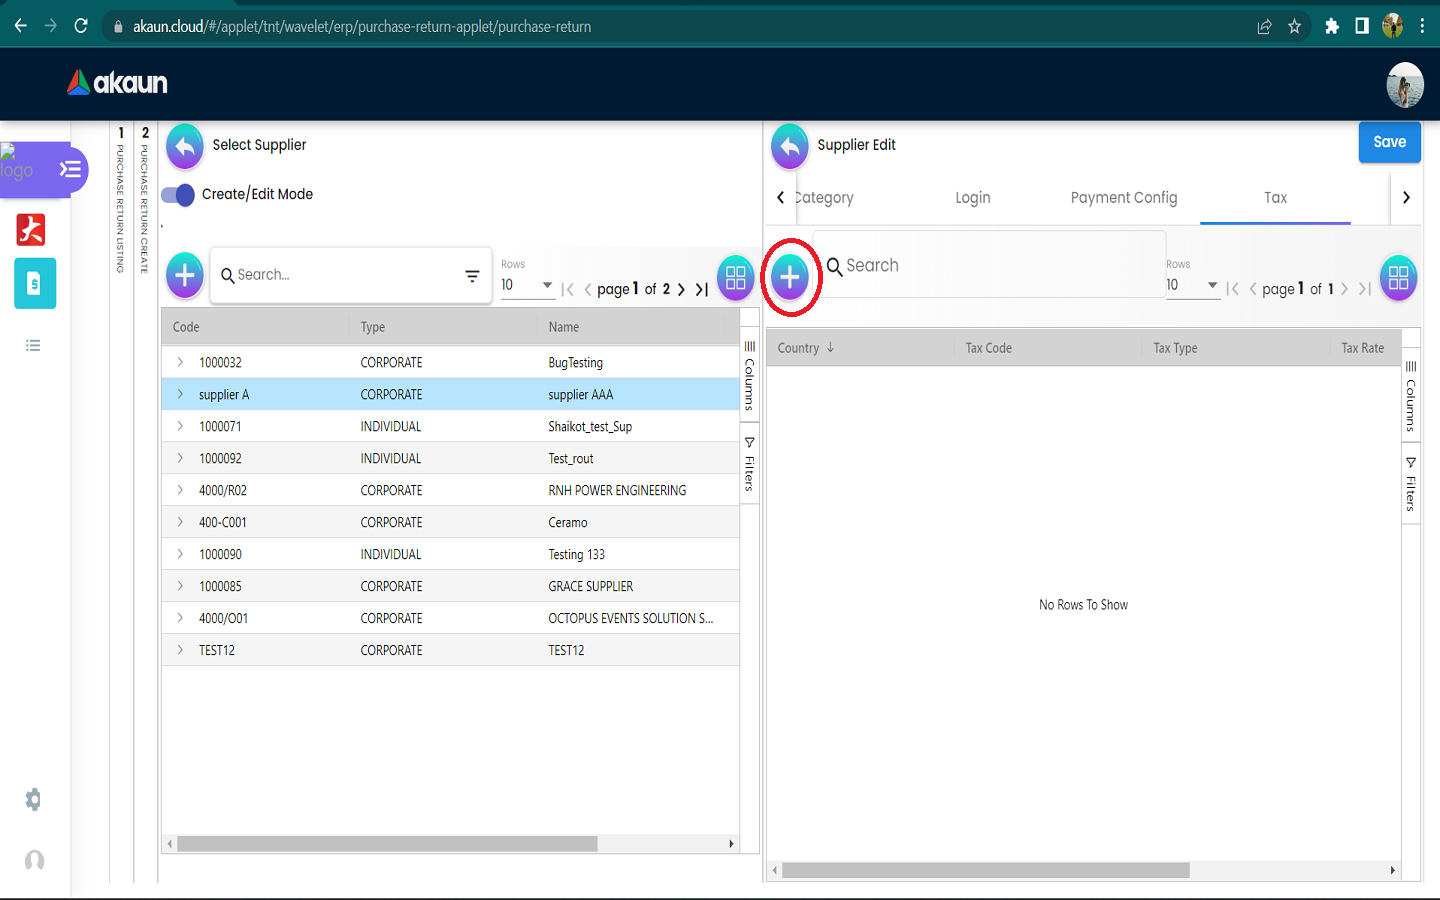 akaun.cloud/#/applet/tnt/wavelet/erp/purchase-return-applet/purchase-return
akaun
logo
大
$
1 PURCHASE RETURN LISTING
2 PURCHASE RETURN CREATE
Select Supplier
Create/Edit Mode
Search...
Rows
10
page 1 of 2
Code Type Name
1000032 CORPORATE BugTesting
supplier A CORPORATE supplier AAA
1000071 INDIVIDUAL Shaikot_test_Sup
1000092 INDIVIDUAL Test_rout
4000/R02 CORPORATE RNH POWER ENGINEERING
400-C001 CORPORATE Ceramo
1000090 INDIVIDUAL Testing 133
1000085 CORPORATE GRACE SUPPLIER
4000/O01 CORPORATE OCTOPUS EVENTS SOLUTION S...
TEST12 CORPORATE TEST12
Columns
Filters
Supplier Edit
Save
Category Login Payment Config Tax
Search
Rows
10
page 1 of 1
Country Tax Code Tax Type Tax Rate
No Rows To Show
Columns
Filters